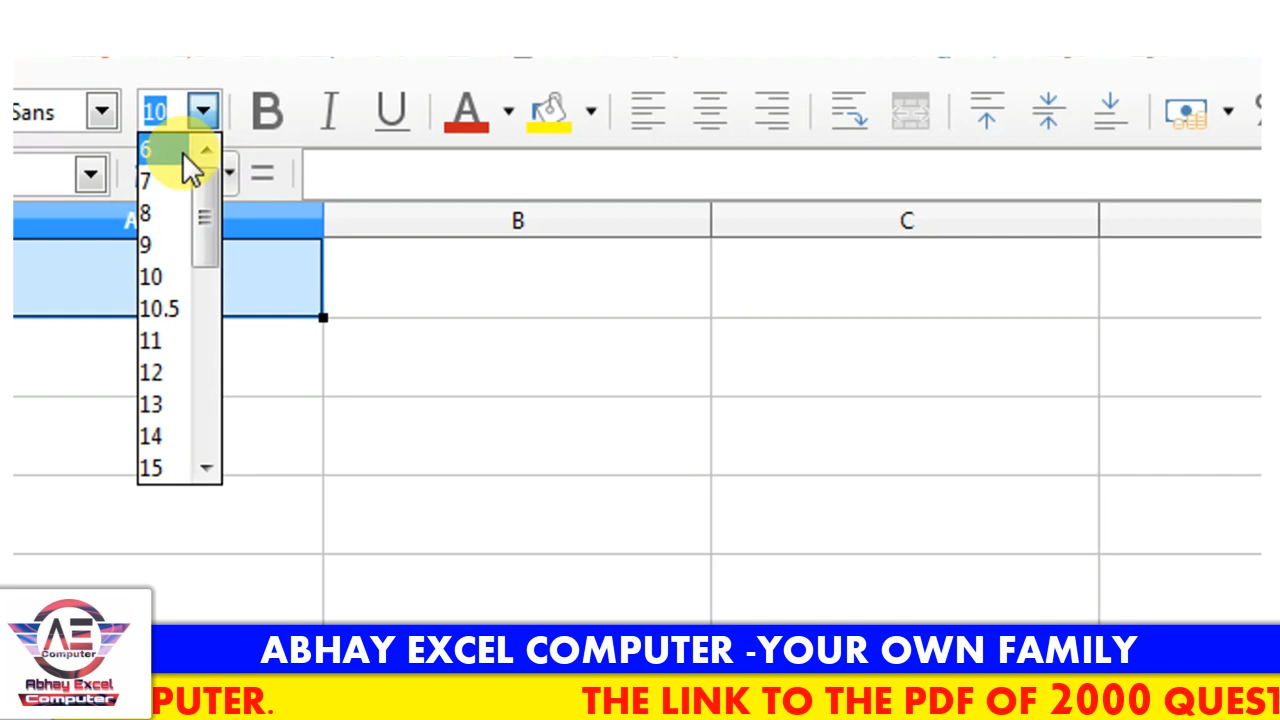 Sans 10 B I U A
6
7
=
A B C
8
9
10
10.5
11
12
13
14
15
AE
Computer
Abhay Excel
Computer
ABHAY EXCEL COMPUTER -YOUR OWN FAMILY
PUTER. THE LINK TO THE PDF OF 2000 QUEST